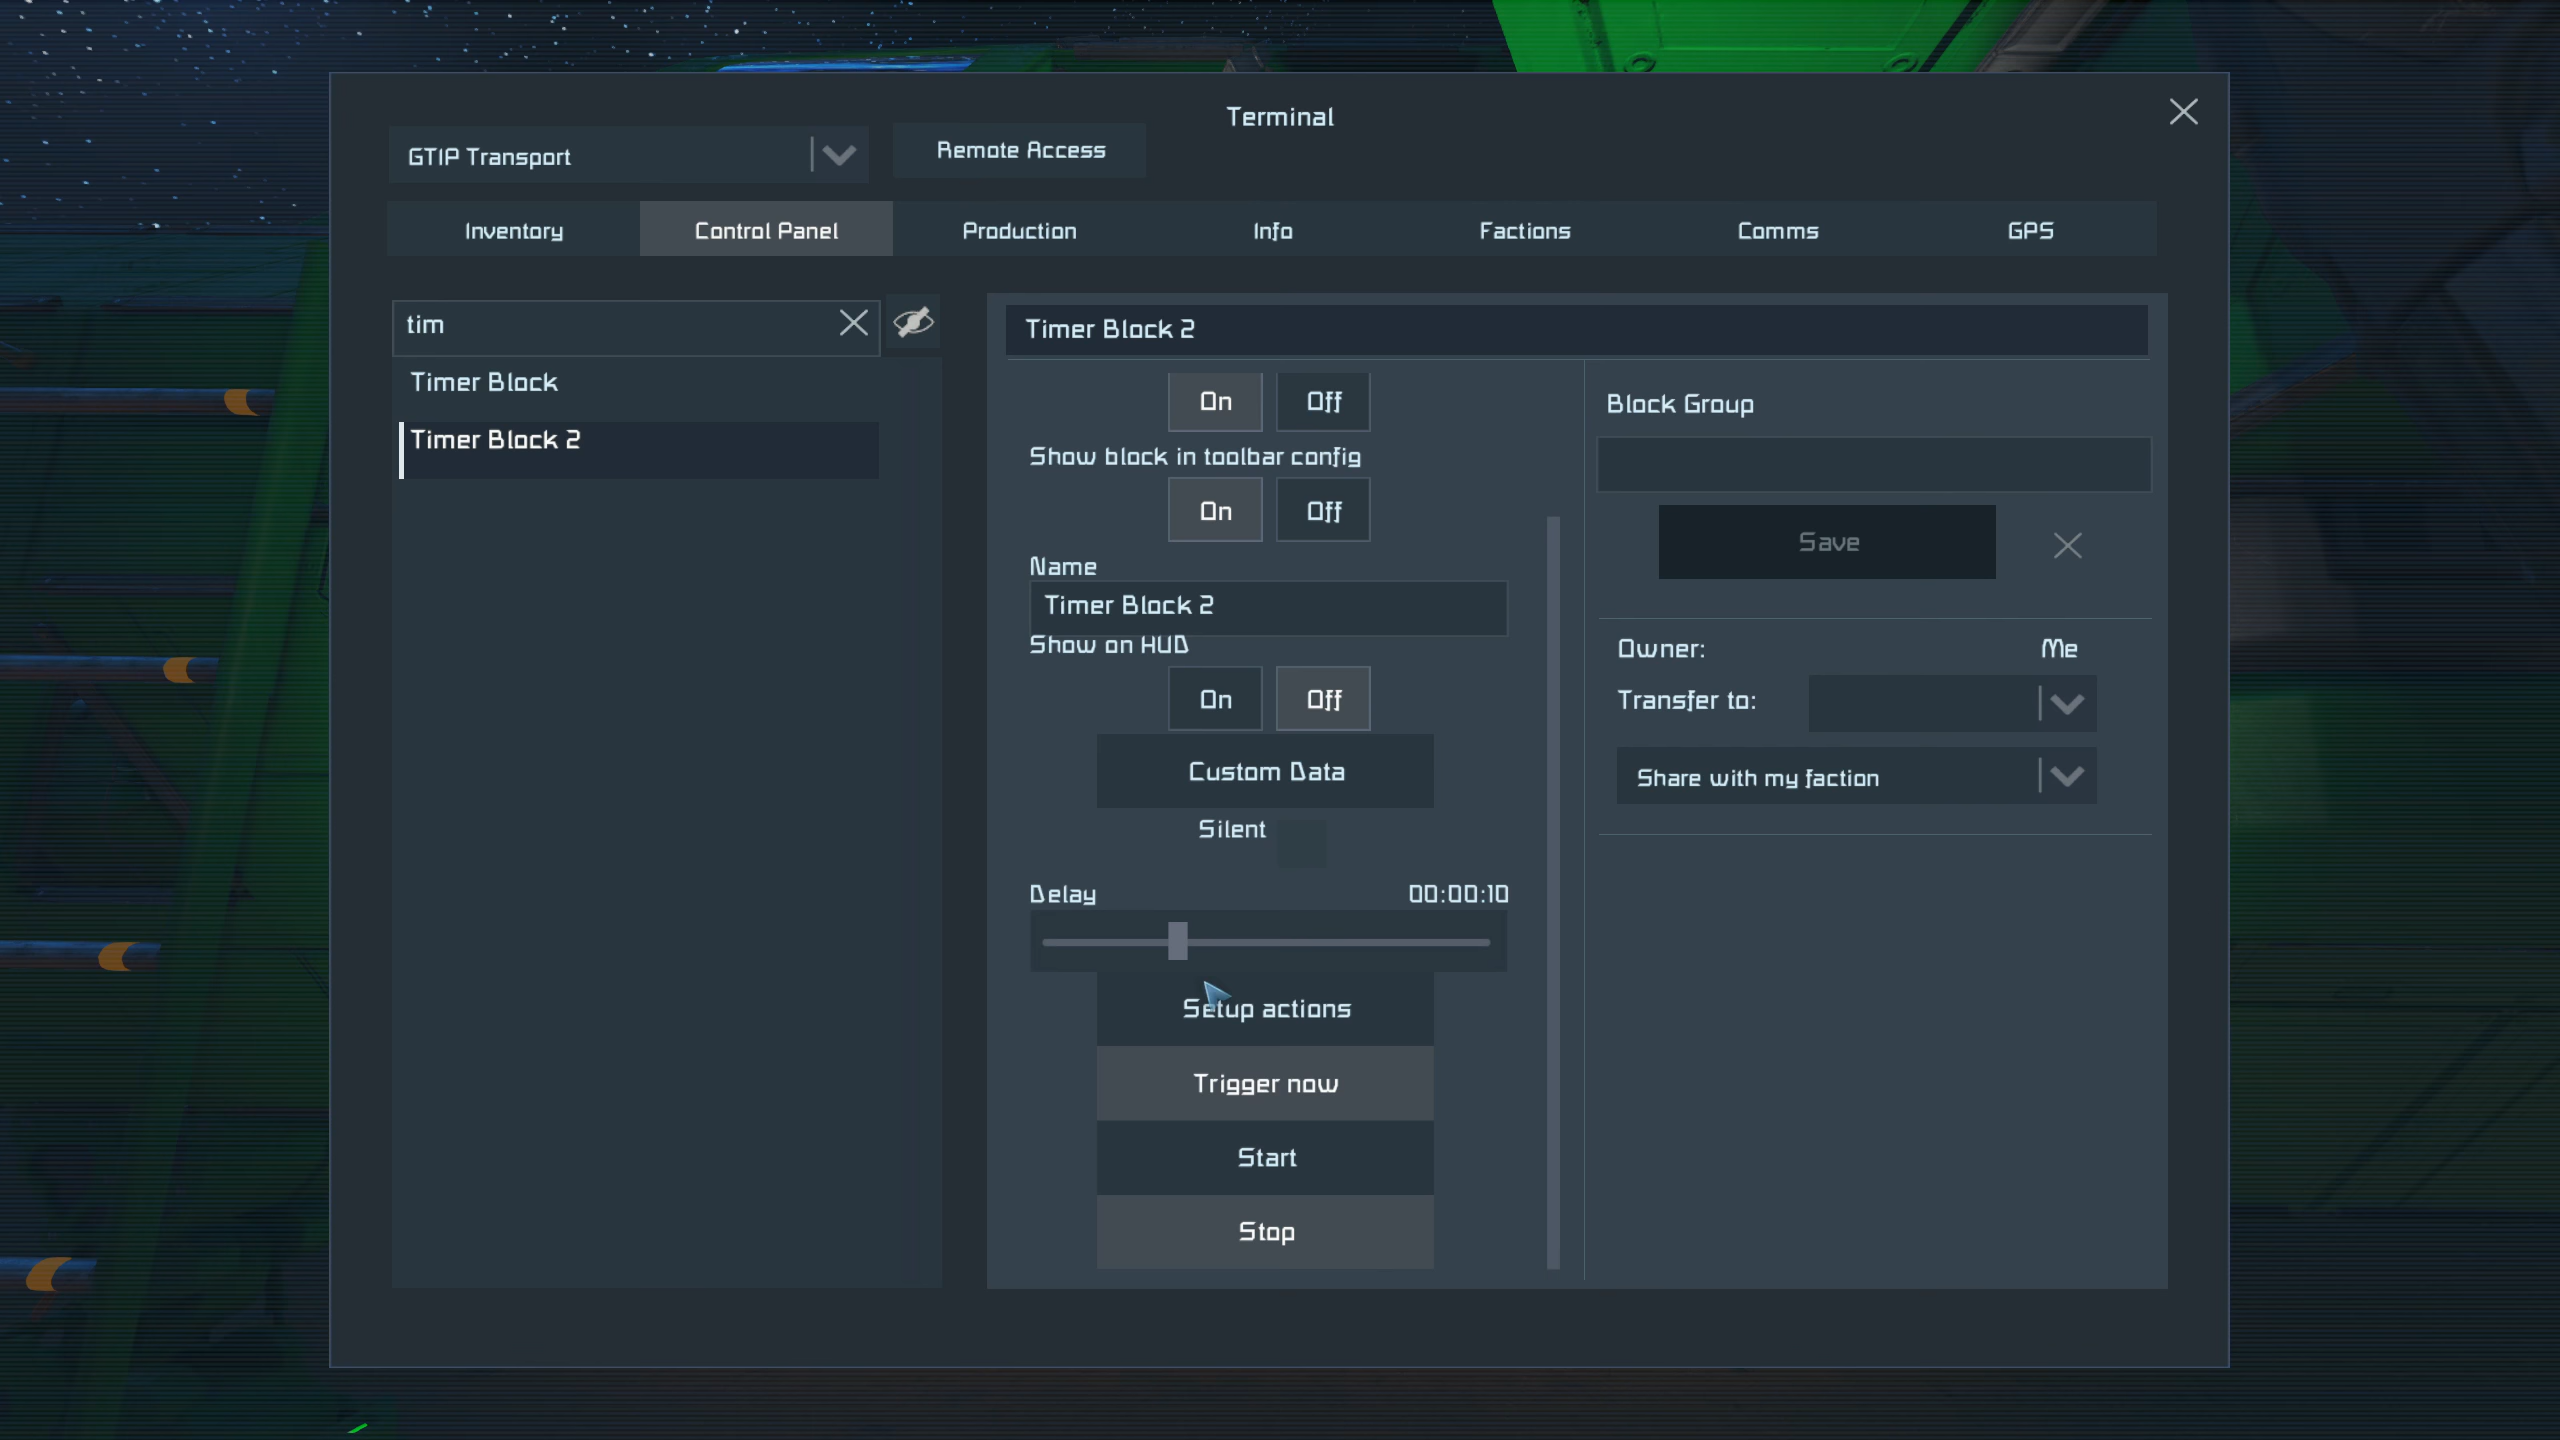 Terminal
GT1P Transport
Remote Access
Inventory
Control Panel
Production
Info
Factions
Comms
GPS
tim
Timer Block
Timer Block 2
Timer Block 2
On
Off
Show block in toolbar config
On
Off
Name
Timer Block 2
Show on HUD
On
Off
Custom Data
Silent
Delay
00:00:10
Setup actions
Trigger now
Start
Stop
Block Group
Save
Owner:
Me
Transfer to:
Share with my faction